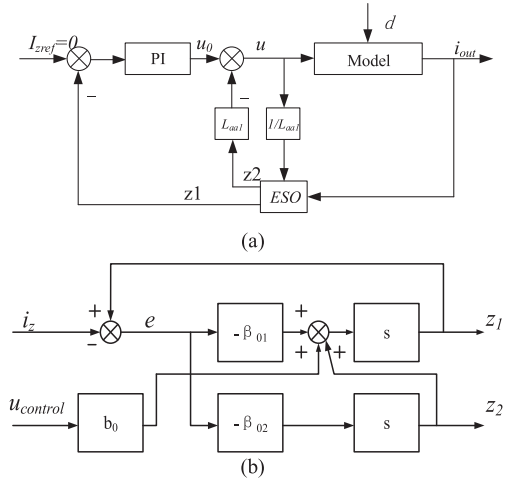 d
I_zref=0
PI
u_0
u
Model
i_out
−
−
L_aa1
1/L_aa1
z2
z1
ESO
(a)
i_z
+
−
e
- β_01
+
+
+
s
z_1
u_control
b_0
- β_02
s
z_2
(b)